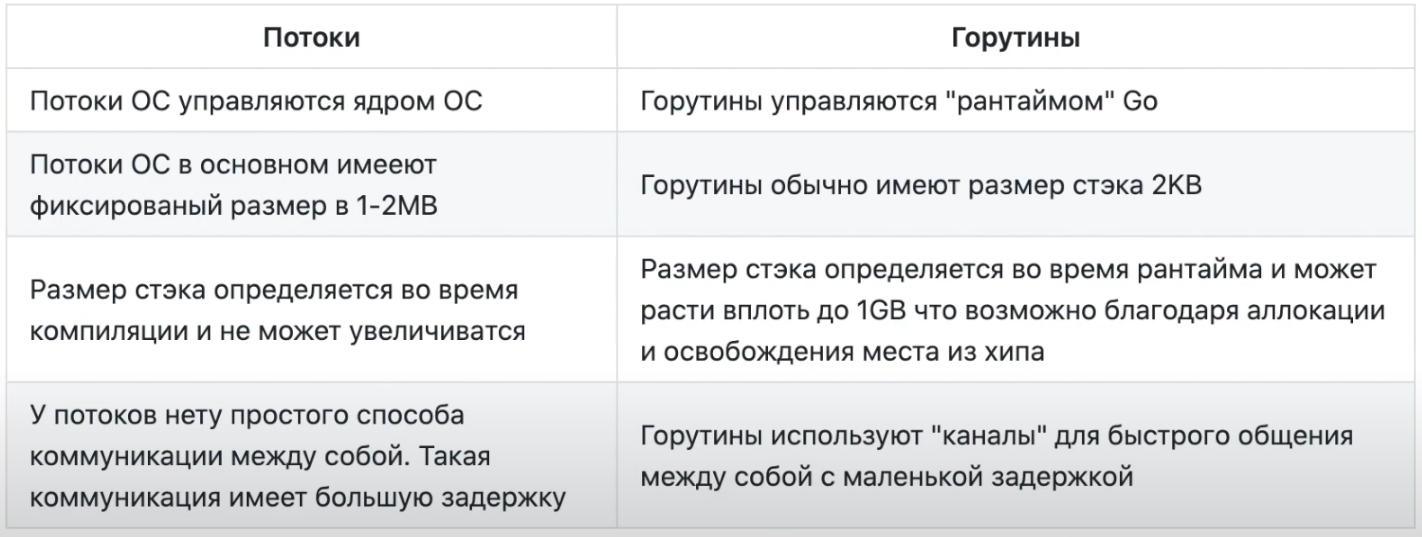 Потоки
Горутины
Потоки ОС управляются ядром ОС
Горутины управляются "рантаймом" Go
Потоки ОС в основном имееют
фиксированый размер в 1-2MB
Горутины обычно имеют размер стэка 2KB
Размер стэка определяется во время
компиляции и не может увеличиватся
Размер стэка определяется во время рантайма и может
расти вплоть до 1GB что возможно благодаря аллокации
и освобождения места из хипа
У потоков нету простого способа
коммуникации между собой. Такая
коммуникация имеет большую задержку
Горутины используют "каналы" для быстрого общения
между собой с маленькой задержкой